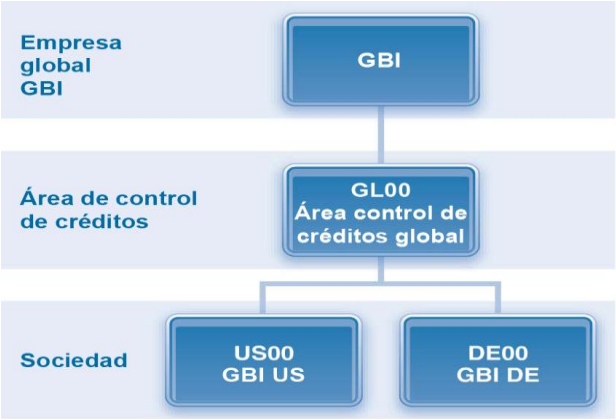 Empresa
global
GBI
GBI
Área de control
de créditos
GL00
Área control de
créditos global
Sociedad
US00
GBI US
DE00
GBI DE